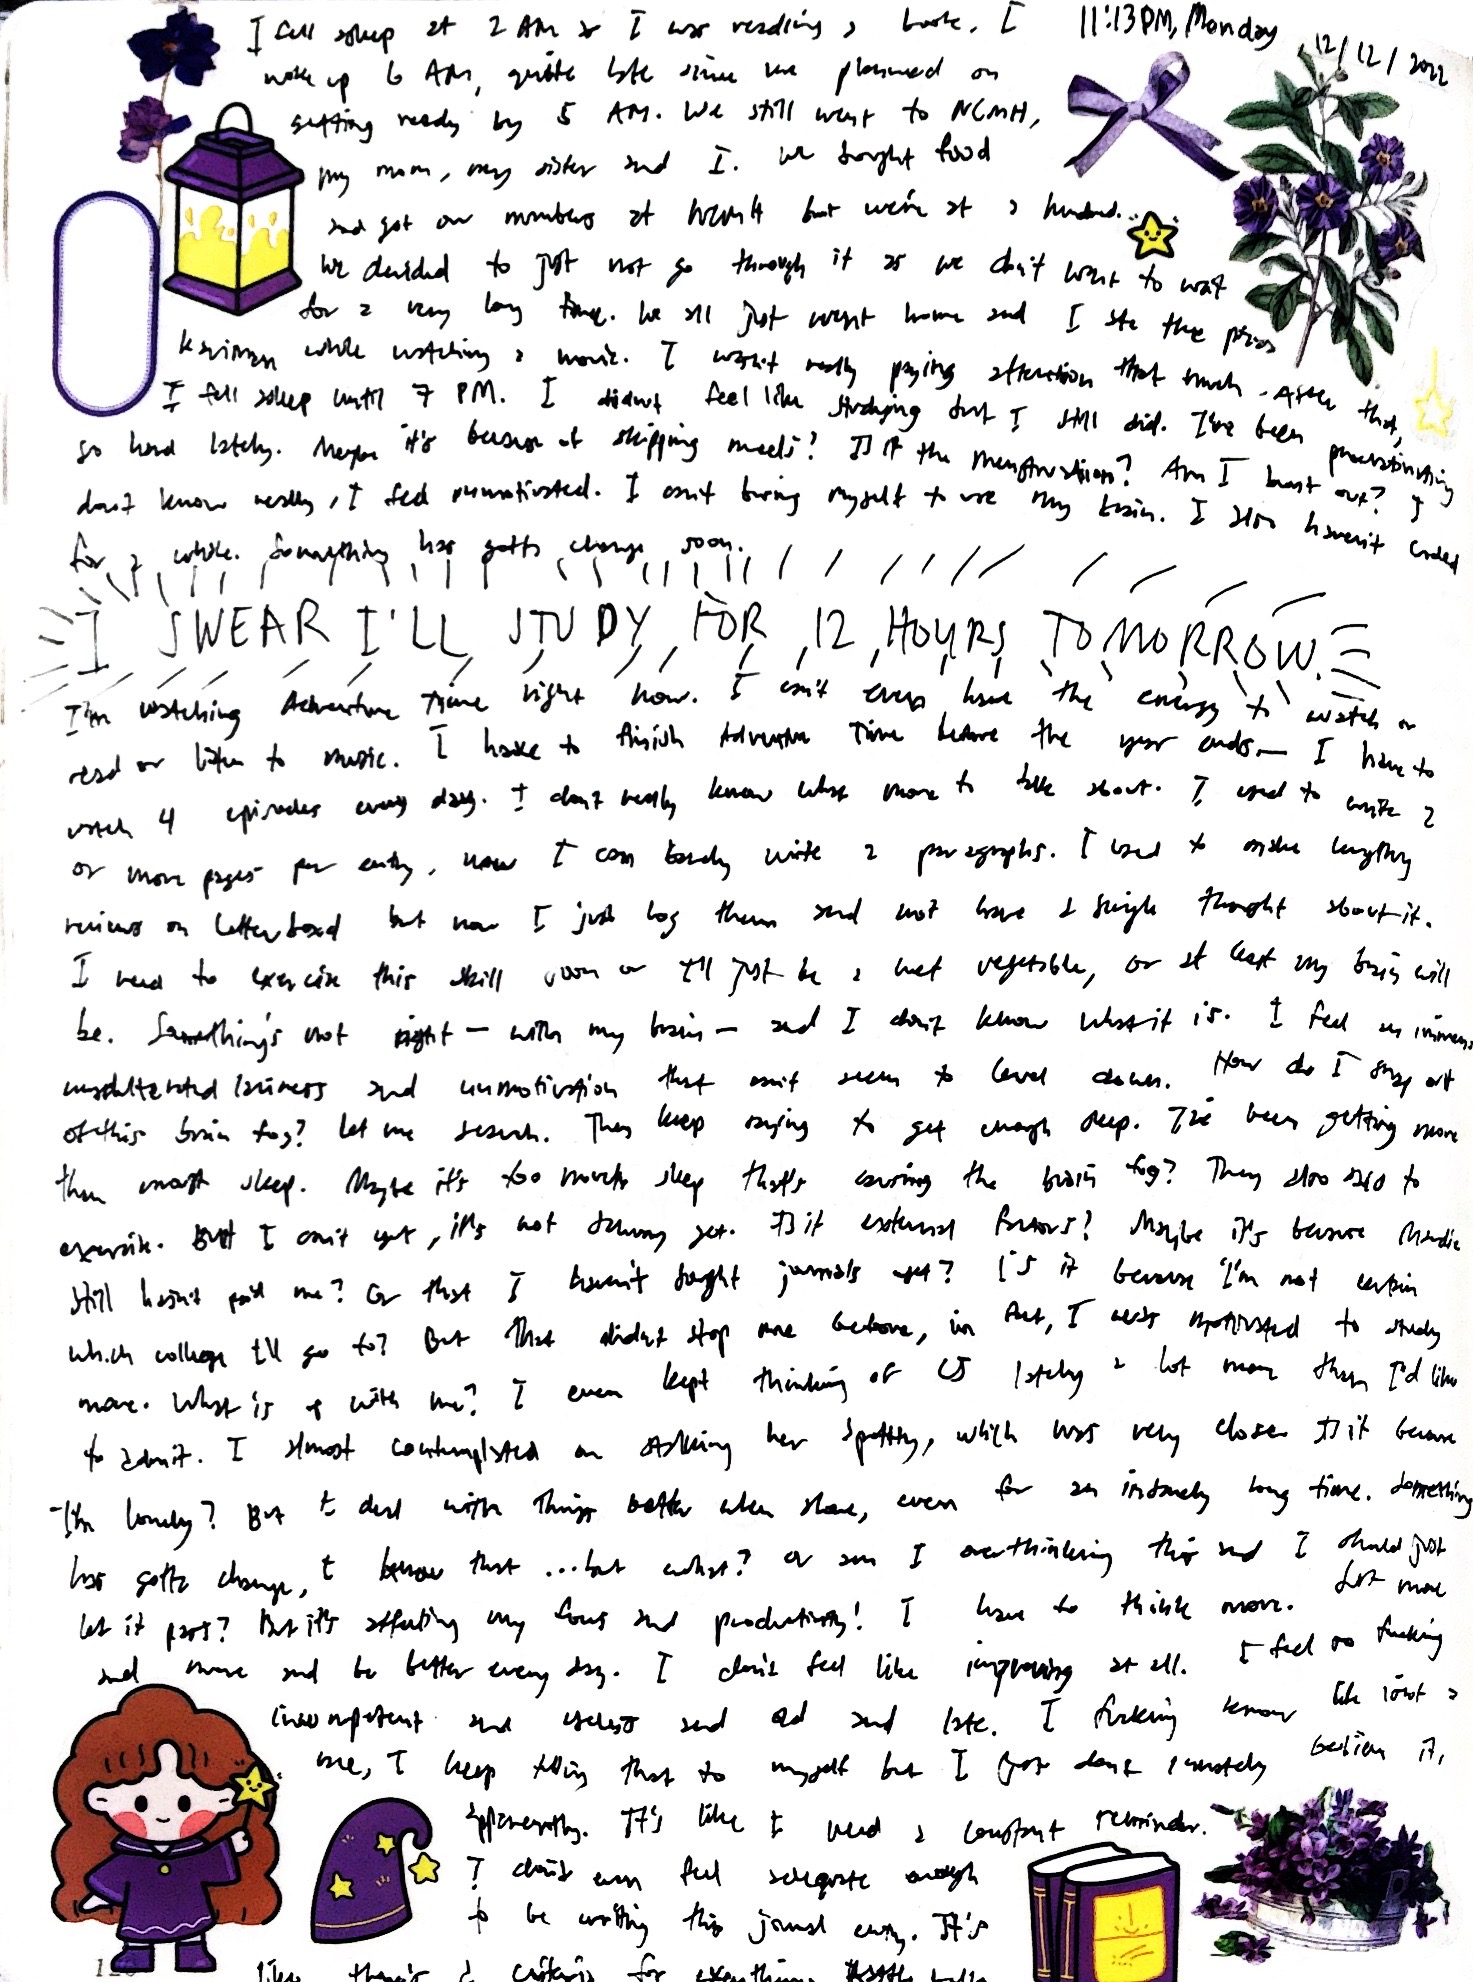 11:13 PM, Monday 12/12/2022
I fell asleep at 2 AM as I was reading a book. I
woke up 6 AM, quite late since we planned on
getting ready by 5 AM. We still went to NCMH,
my mom, my sister and I. We bought food
and got our numbers at NCMH but we're at a hundred.
We decided to just not go through it as we don't want to wait
for a very long time. We all just went home and I ate the
while watching a movie. I wasn't really paying attention that much. After that,
I fell asleep until 7 PM. I didn't feel like studying but I still did. I've been procrastinating
so hard lately. Maybe it's because of skipping meals? Is it the menstruation? Am I burnt out? I
don't know really, I feel unmotivated. I can't bring myself to use my brain. I also haven't coded
for a while. Something has gotta change soon.
I SWEAR I'LL STUDY FOR 12 HOURS TOMORROW.
I'm watching Adventure Time right now. I can't even have the energy to watch or
read or listen to music. I have to finish Adventure Time before the year ends— I have to
watch 4 episodes every day. I don't really know what more to talk about. I used to write 2
or more pages per entry, now I can barely write 2 paragraphs. I used to make lengthy
reviews on letterboxd but now I just log them and not have a single thought about it.
I need to exercise this skill soon or I'll just be a wet vegetable, or at least my brain will
be. Something's not right — with my brain — and I don't know what it is. I feel an immense
unadulterated laziness and unmotivation that can't seem to level down. How do I snap out
of this brain fog? Let me search. They keep saying to get enough sleep. I've been getting more
than enough sleep. Maybe it's too much sleep that's causing the brain fog? They also said to
exercise. But I can't yet, it's not January yet. Is it external factors? Maybe it's because
still hasn't paid me? Or that I haven't bought journals yet? Is it because I'm not certain
which college I'll go to? But that didn't stop me before, in fact, I was motivated to study
more. What is up with me? I even kept thinking of CJ lately a lot more than I'd like
to admit. I almost contemplated on asking her Spotify, which was very close. Is it because
I'm lonely? But I deal with things better when alone, even for an insanely long time. Something
has gotta change, I know that ...but what? Or am I overthinking this and I should just
let it pass? But it's affecting my focus and productivity! I have to think more. Do more
and more and be better every day. I don't feel like improving at all. I feel so fucking
incompetent and useless and old and late. I fucking know like 1 out of
me, I keep telling that to myself but I just don't believe it,
apparently. It's like I need a constant reminder.
I don't even feel adequate enough
to be writing this journal entry. It's
like there's a criteria for everything